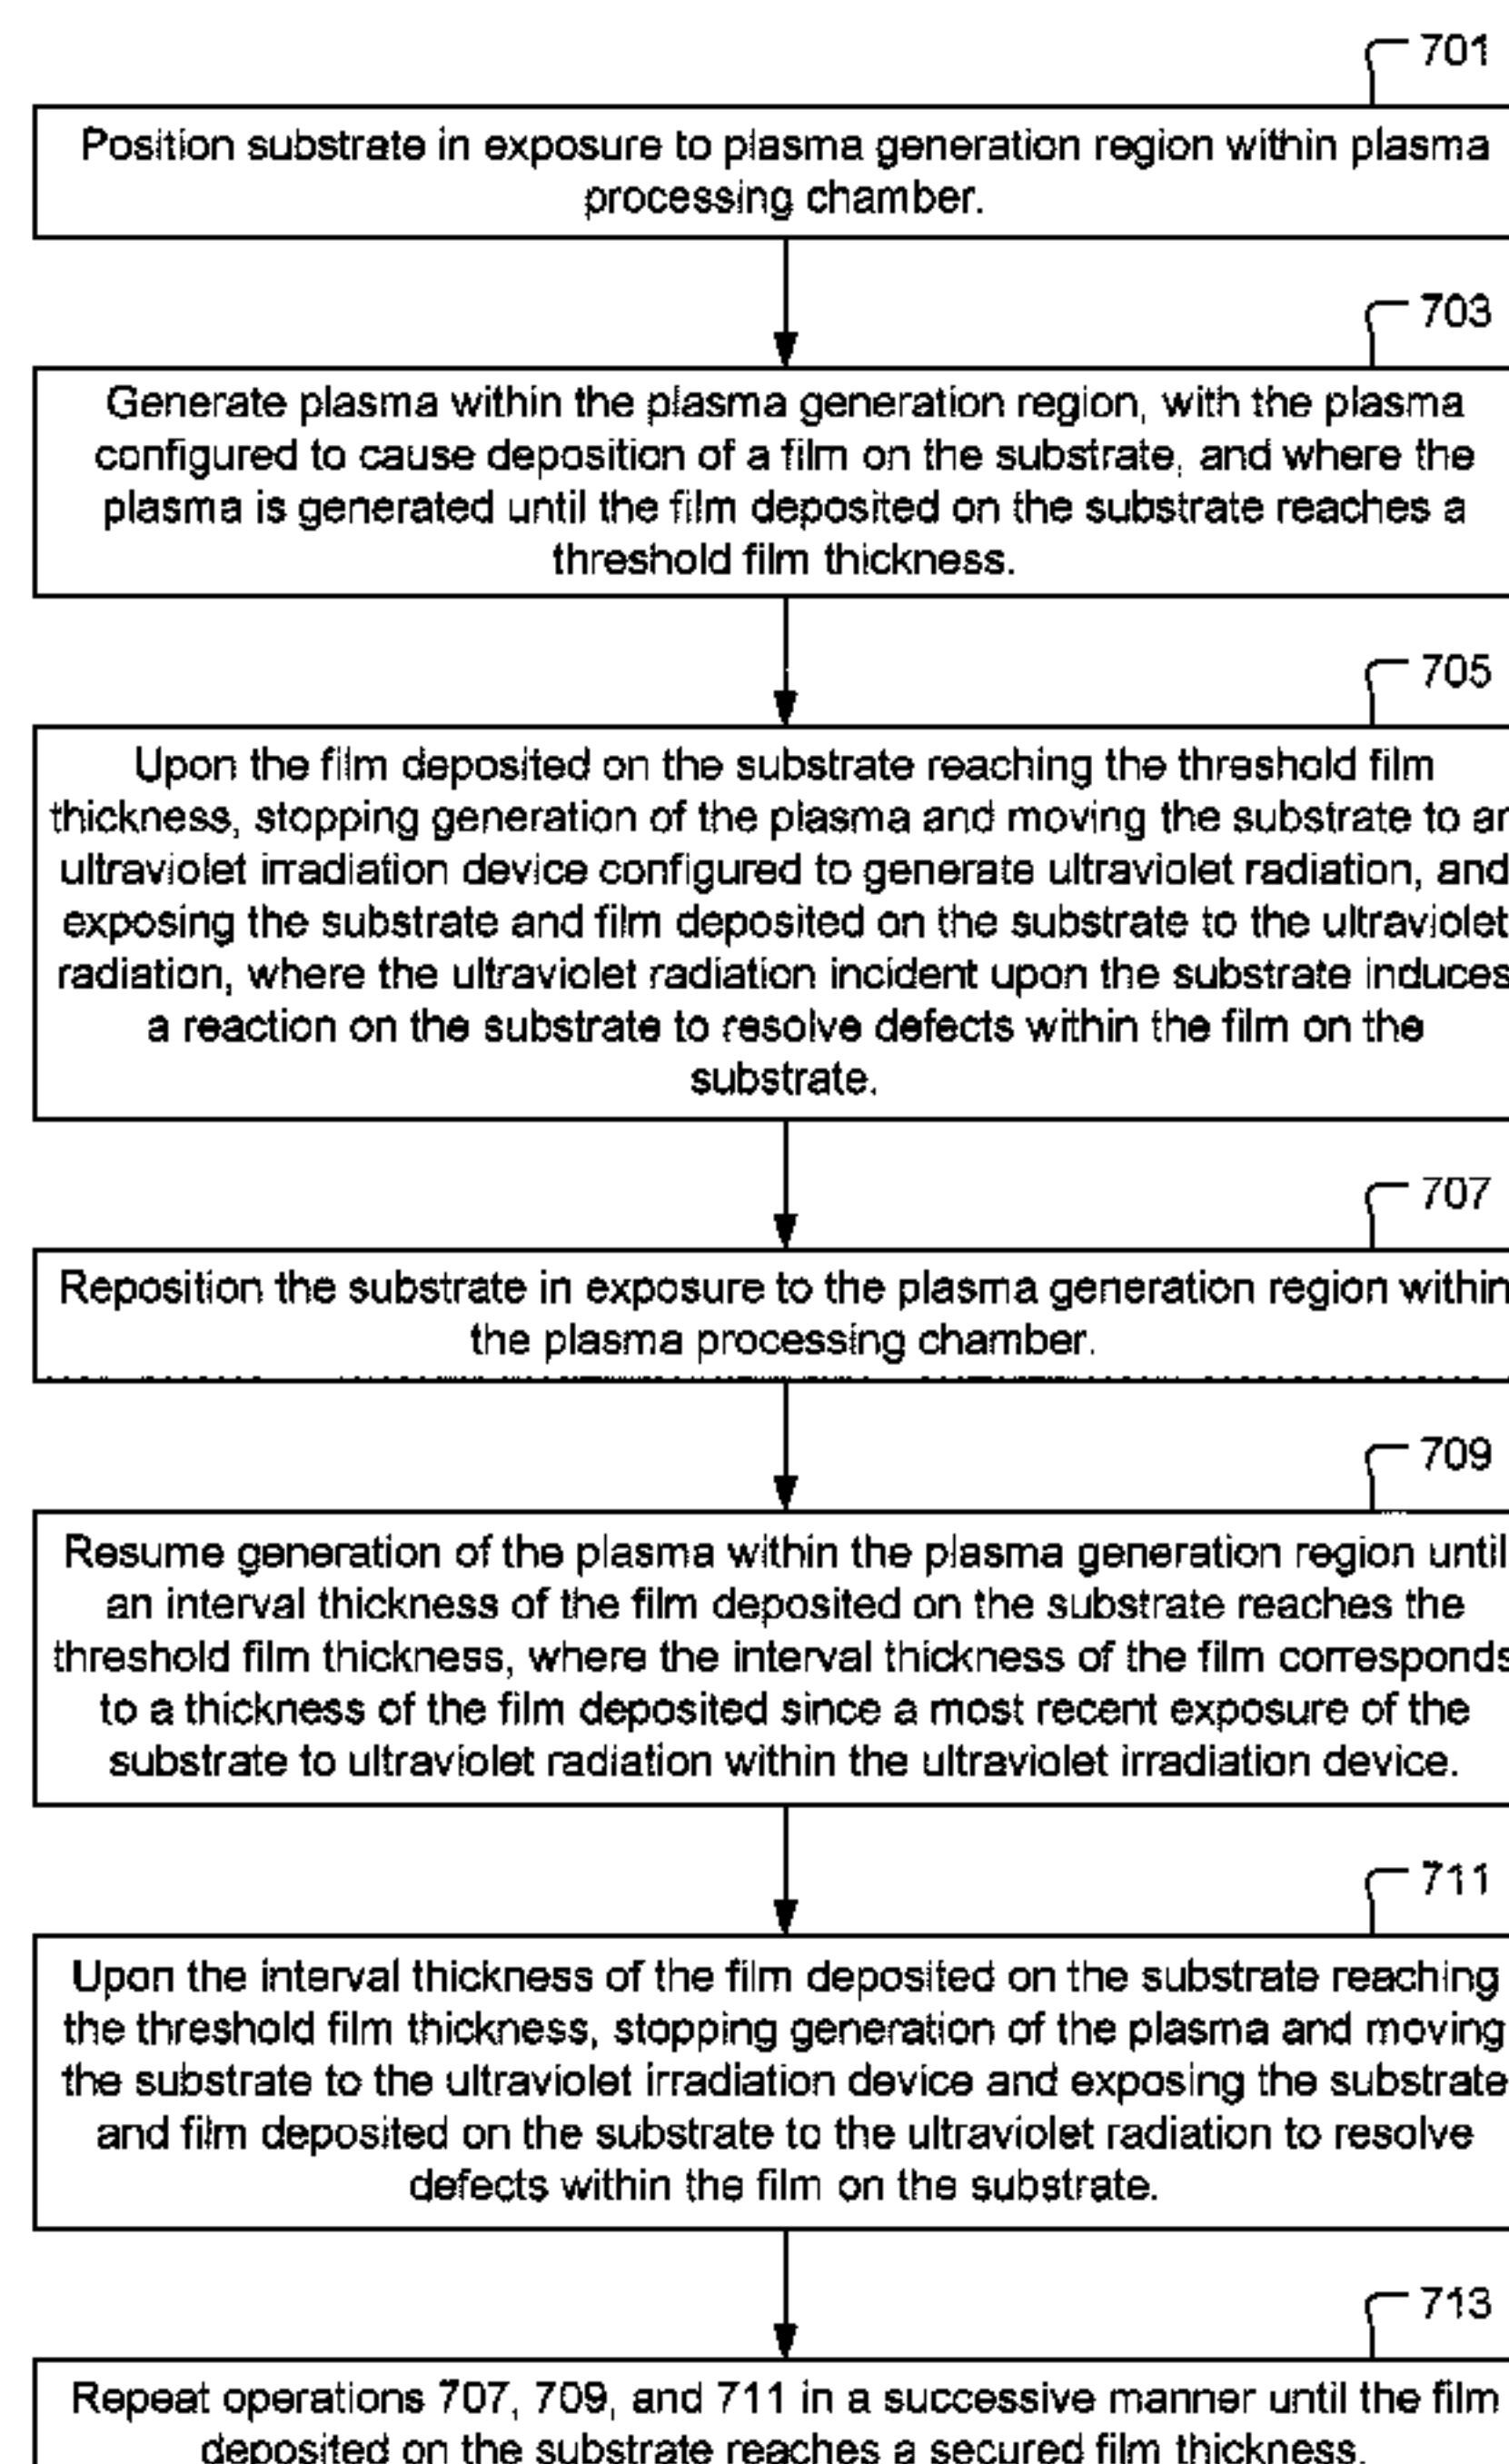 701
Position substrate in exposure to plasma generation region within plasma
processing chamber.
703
Generate plasma within the plasma generation region, with the plasma
configured to cause deposition of a film on the substrate, and where the
plasma is generated until the film deposited on the substrate reaches a
threshold film thickness.
705
Upon the film deposited on the substrate reaching the threshold film
thickness, stopping generation of the plasma and moving the substrate to an
ultraviolet irradiation device configured to generate ultraviolet radiation, and
exposing the substrate and film deposited on the substrate to the ultraviolet
radiation, where the ultraviolet radiation incident upon the substrate induces
a reaction on the substrate to resolve defects within the film on the
substrate.
707
Reposition the substrate in exposure to the plasma generation region within
the plasma processing chamber.
709
Resume generation of the plasma within the plasma generation region until
an interval thickness of the film deposited on the substrate reaches the
threshold film thickness, where the interval thickness of the film corresponds
to a thickness of the film deposited since a most recent exposure of the
substrate to ultraviolet radiation within the ultraviolet irradiation device.
711
Upon the interval thickness of the film deposited on the substrate reaching
the threshold film thickness, stopping generation of the plasma and moving
the substrate to the ultraviolet irradiation device and exposing the substrate
and film deposited on the substrate to the ultraviolet radiation to resolve
defects within the film on the substrate.
713
Repeat operations 707, 709, and 711 in a successive manner until the film
deposited on the substrate reaches a secured film thickness.